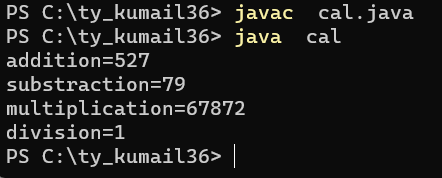 PS C:\ty_kumail36> javac  cal.java
PS C:\ty_kumail36> java  cal
addition=527
substraction=79
multiplication=67872
division=1
PS C:\ty_kumail36>